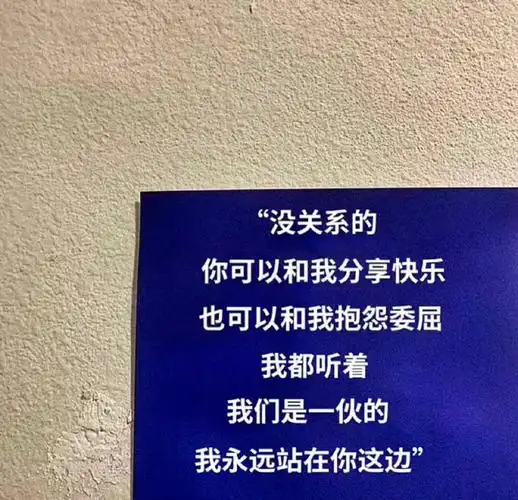 “没关系的
你可以和我分享快乐
也可以和我抱怨委屈
我都听着
我们是一伙的
我永远站在你这边”